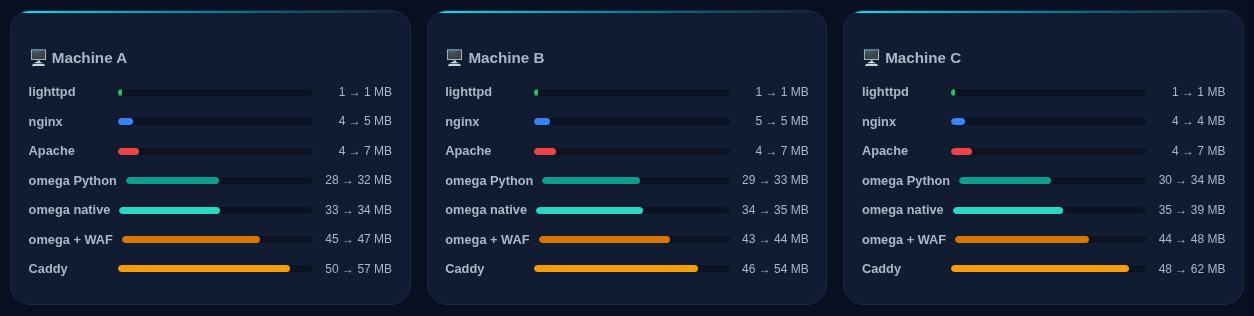 🖥️ Machine A
lighttpd 1 → 1 MB
nginx 4 → 5 MB
Apache 4 → 7 MB
omega Python 28 → 32 MB
omega native 33 → 34 MB
omega + WAF 45 → 47 MB
Caddy 50 → 57 MB
🖥️ Machine B
lighttpd 1 → 1 MB
nginx 5 → 5 MB
Apache 4 → 7 MB
omega Python 29 → 33 MB
omega native 34 → 35 MB
omega + WAF 43 → 44 MB
Caddy 46 → 54 MB
🖥️ Machine C
lighttpd 1 → 1 MB
nginx 4 → 4 MB
Apache 4 → 7 MB
omega Python 30 → 34 MB
omega native 35 → 39 MB
omega + WAF 44 → 48 MB
Caddy 48 → 62 MB